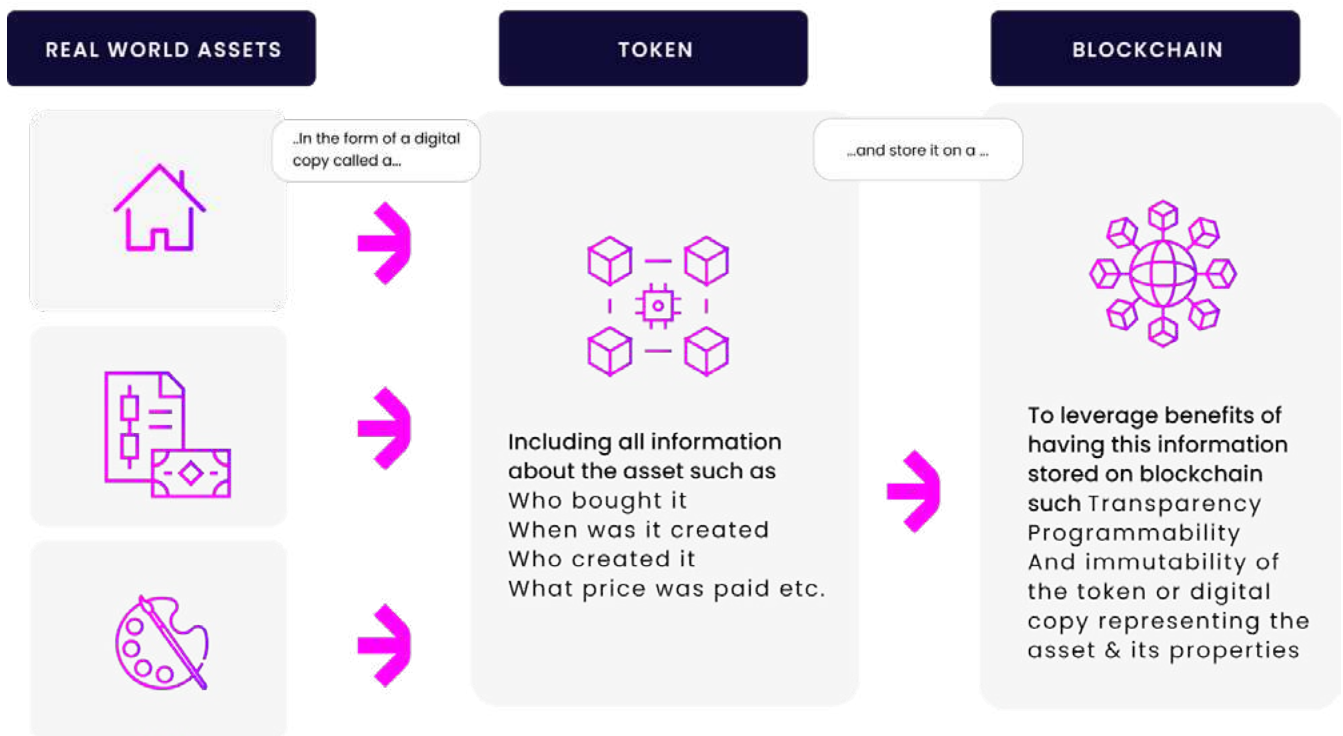 REAL WORLD ASSETS
TOKEN
BLOCKCHAIN
..In the form of a digital
copy called a...
...and store it on a ...
Including all information
about the asset such as
Who bought it
When was it created
Who created it
What price was paid etc.
To leverage benefits of
having this information
stored on blockchain
such Transparency
Programmability
And immutability of
the token or digital
copy representing the
asset & its properties